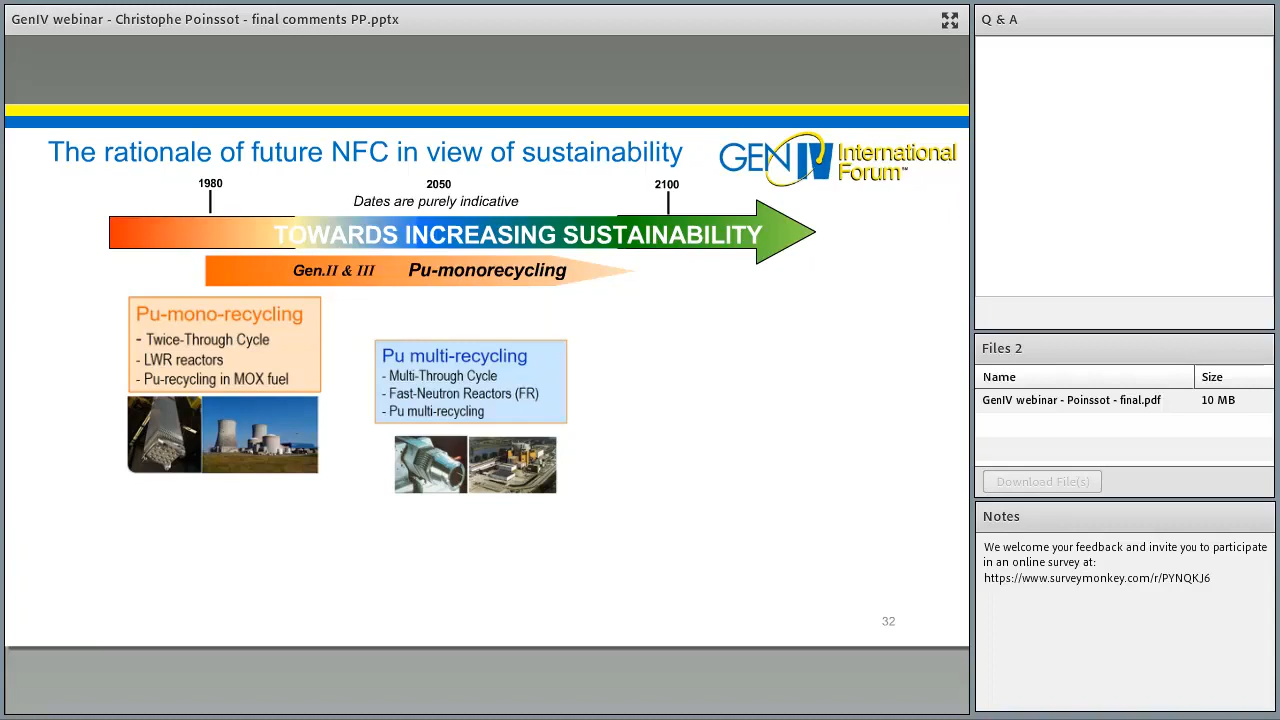 GenIV webinar - Christophe Poinssot - final comments PP.pptx
The rationale of future NFC in view of sustainability
GEN IV International Forum™
1980
2050
2100
Dates are purely indicative
TOWARDS INCREASING SUSTAINABILITY
Gen.II & III Pu-monorecycling
Pu-mono-recycling
- Twice-Through Cycle
- LWR reactors
- Pu-recycling in MOX fuel
Pu multi-recycling
- Multi-Through Cycle
- Fast-Neutron Reactors (FR)
- Pu multi-recycling
32
Q & A
Files 2
Name Size
GenIV webinar - Poinssot - final.pdf 10 MB
Download File(s)
Notes
We welcome your feedback and invite you to participate
in an online survey at:
https://www.surveymonkey.com/r/PYNQKJ6